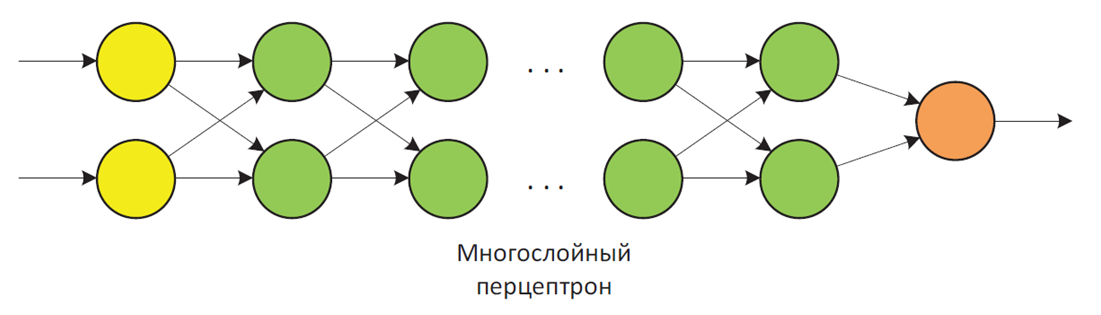 . . .
. . .
Многослойный
перцептрон